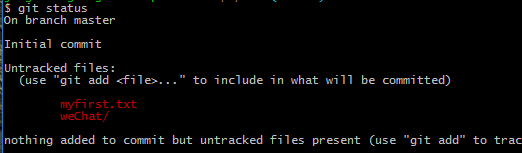 $ git status
On branch master
Initial commit
Untracked files:
(use "git add <file>..." to include in what will be committed)
myfirst.txt
weChat/
nothing added to commit but untracked files present (use "git add" to trac